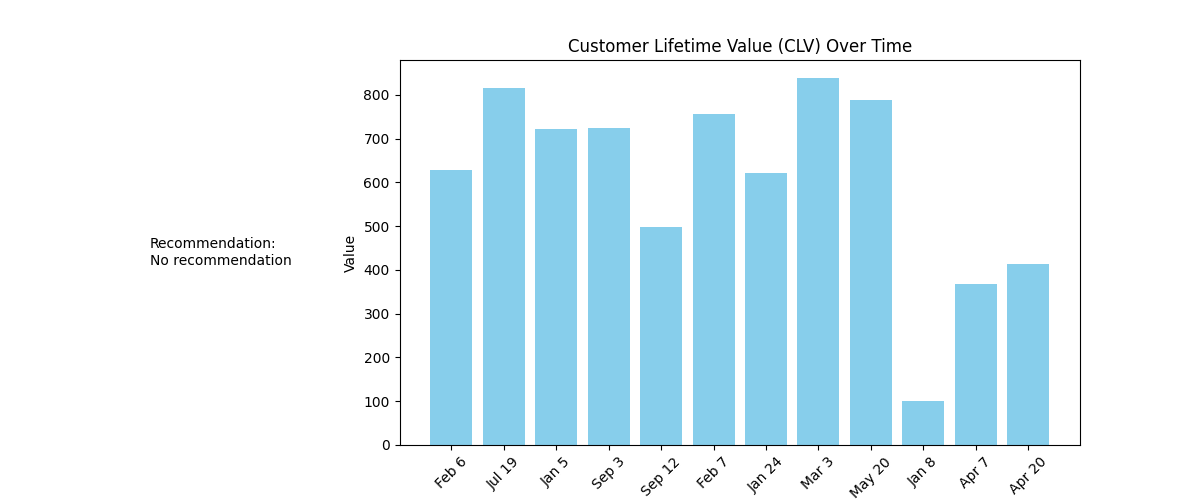 Customer Lifetime Value (CLV) Over Time
Recommendation:
No recommendation
Value
800
700
600
500
400
300
200
100
0
Feb 6
Jul 19
Jan 5
Sep 3
Sep 12
Feb 7
Jan 24
Mar 3
May 20
Jan 8
Apr 7
Apr 20